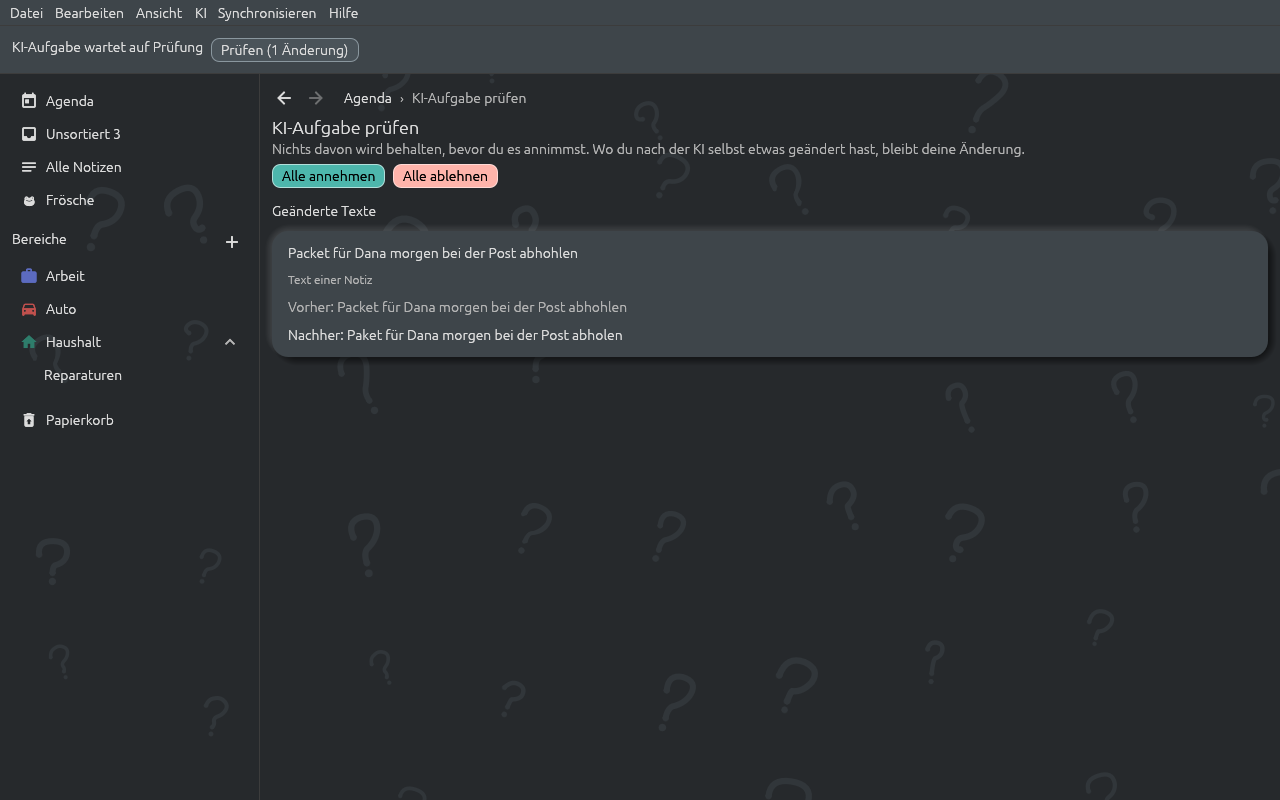 Datei Bearbeiten Ansicht KI Synchronisieren Hilfe
KI-Aufgabe wartet auf Prüfung Prüfen (1 Änderung)
Agenda
Unsortiert 3
Alle Notizen
Frösche
Bereiche
Arbeit
Auto
Haushalt
Reparaturen
Papierkorb
Agenda › KI-Aufgabe prüfen
KI-Aufgabe prüfen
Nichts davon wird behalten, bevor du es annimmst. Wo du nach der KI selbst etwas geändert hast, bleibt deine Änderung.
Alle annehmen Alle ablehnen
Geänderte Texte
Packet für Dana morgen bei der Post abhohlen
Text einer Notiz
Vorher: Packet für Dana morgen bei der Post abhohlen
Nachher: Paket für Dana morgen bei der Post abholen